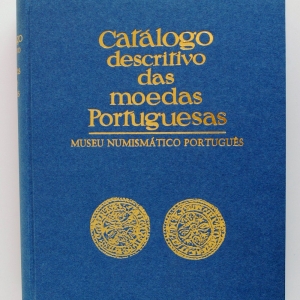 Catálogo
descritivo
das
moedas
Portuguesas
MUSEU NUMISMÁTICO PORTUGUÊS